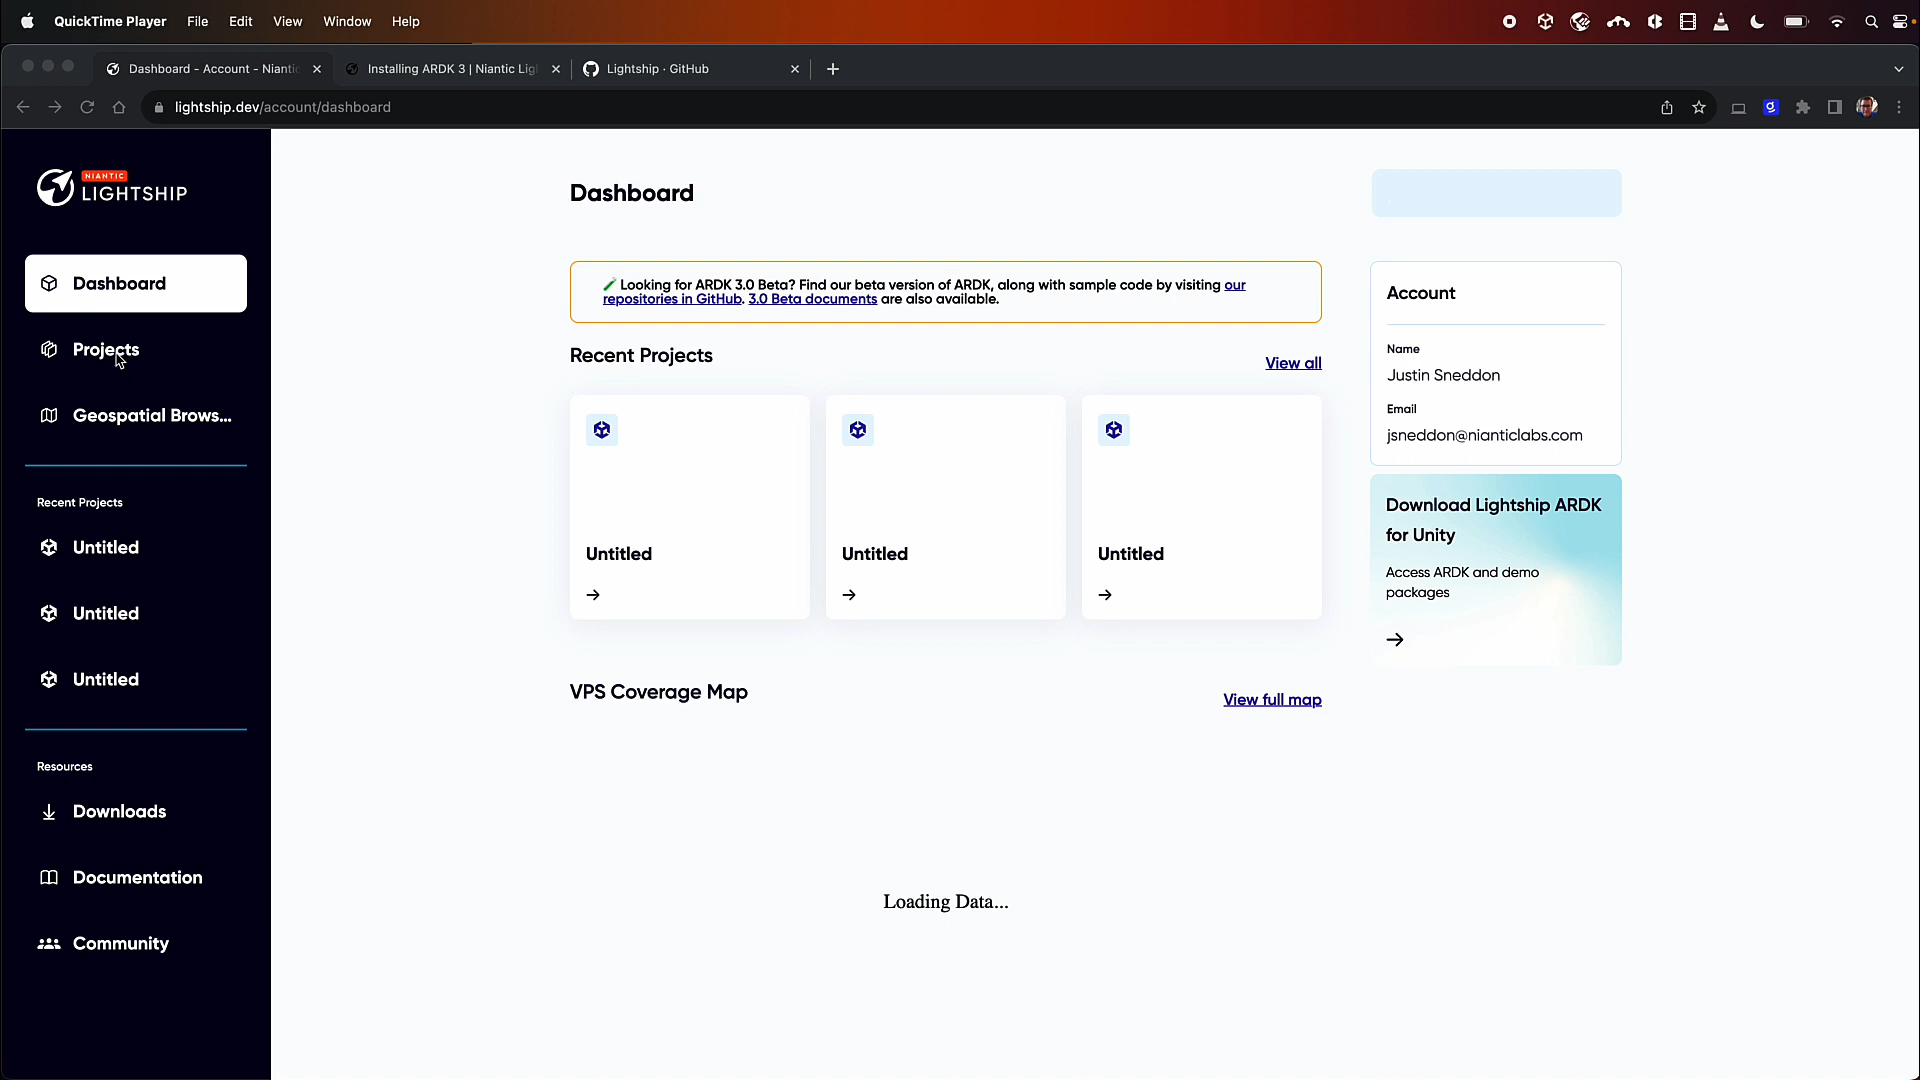 QuickTime Player File Edit View Window Help
Dashboard - Account - Niantic
Installing ARDK 3 | Niantic Lig
Lightship · GitHub
lightship.dev/account/dashboard
NIANTIC
LIGHTSHIP
Dashboard
Projects
Geospatial Brows...
Recent Projects
Untitled
Untitled
Untitled
Resources
Downloads
Documentation
Community
Dashboard
Looking for ARDK 3.0 Beta? Find our beta version of ARDK, along with sample code by visiting our
repositories in GitHub. 3.0 Beta documents are also available.
Recent Projects
View all
Untitled
Untitled
Untitled
VPS Coverage Map
View full map
Loading Data...
Account
Name
Justin Sneddon
Email
jsneddon@nianticlabs.com
Download Lightship ARDK
for Unity
Access ARDK and demo
packages